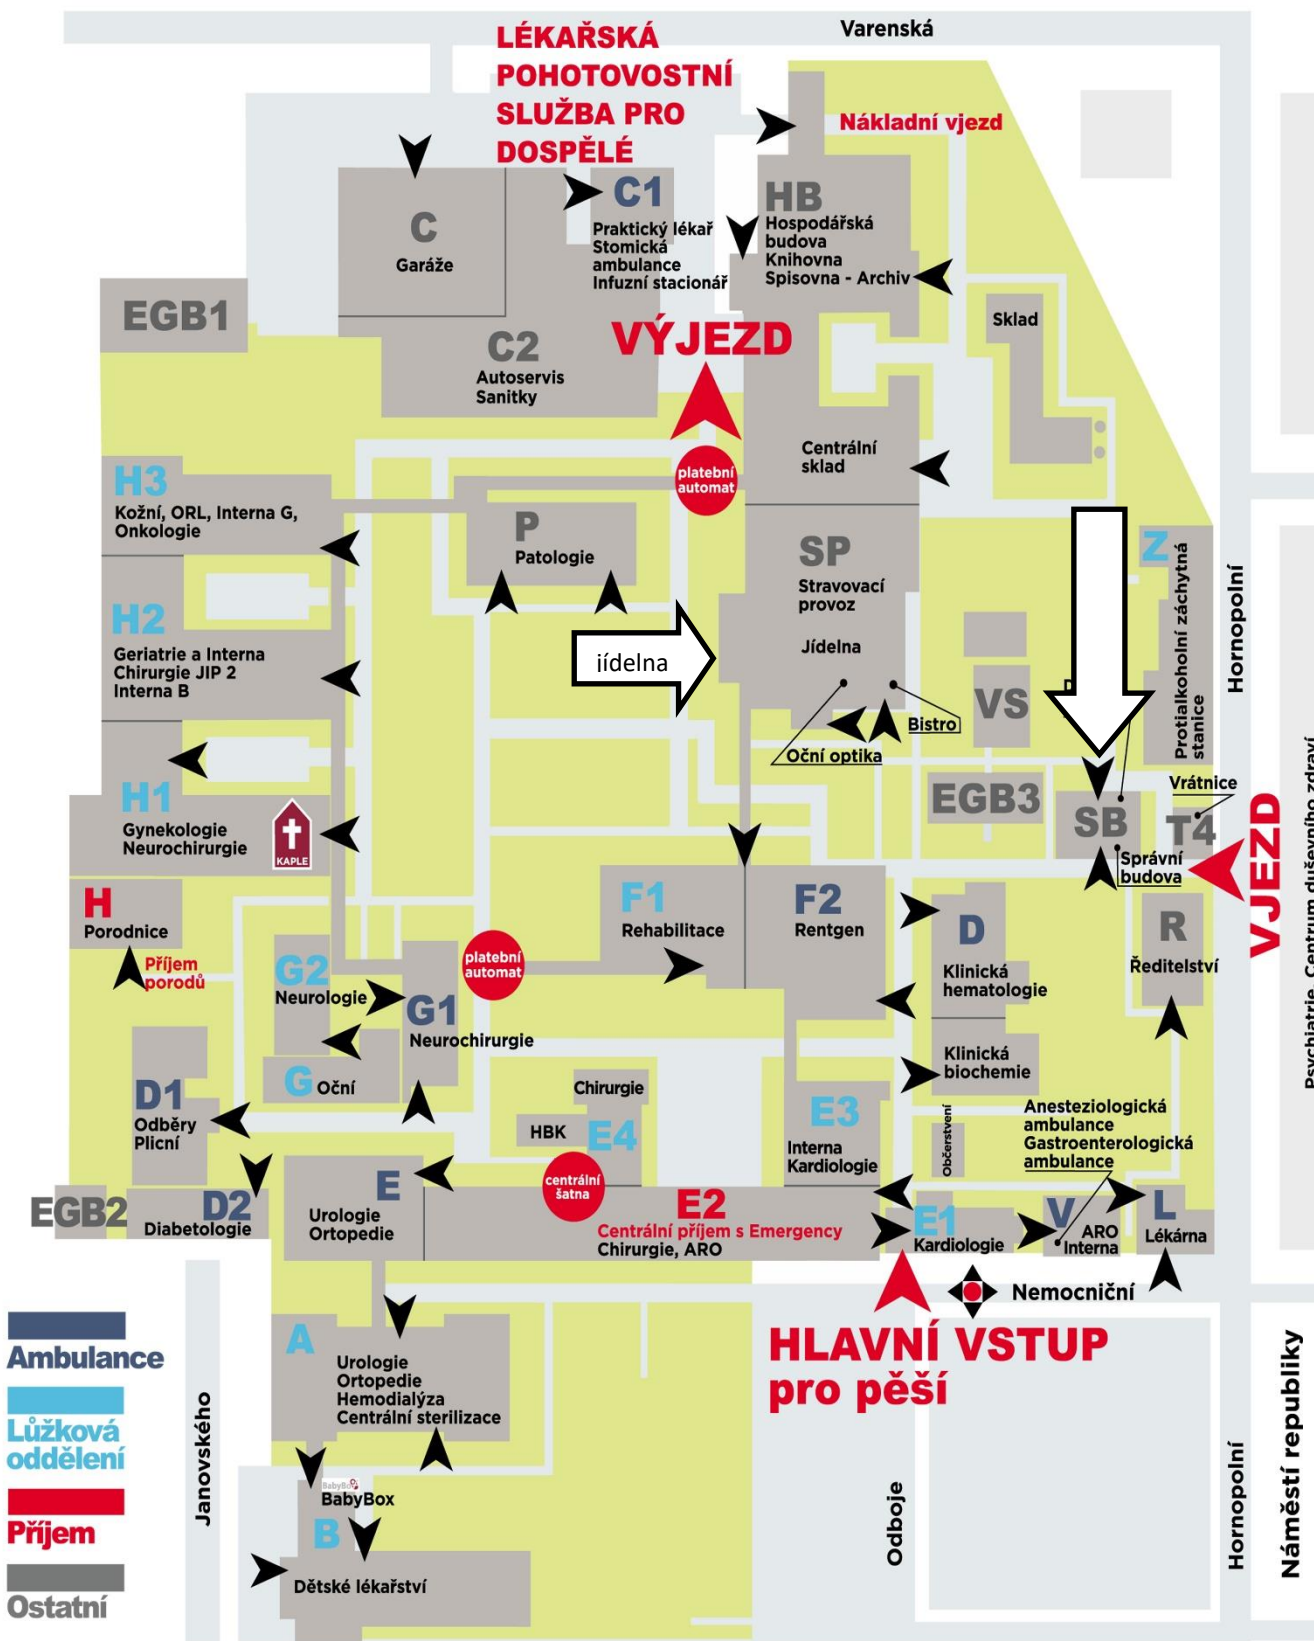 Varenská
LÉKAŘSKÁ
POHOTOVOSTNÍ
SLUŽBA PRO
DOSPĚLÉ
Nákladní vjezd
C
Garáže
C1
Praktický lékař
Stomická
ambulance
Infuzní stacionář
HB
Hospodářská
budova
Knihovna
Spisovna - Archiv
EGB1
C2
Autoservis
Sanitky
VÝJEZD
Sklad
platební
automat
Centrální
sklad
H3
Kožní, ORL, Interna G,
Onkologie
P
Patologie
SP
Stravovací
provoz
Jídelna
Z
Protialkoholní záchytná
stanice
Hornopolní
H2
Geriatrie a Interna
Chirurgie JIP 2
Interna B
jídelna
VS
Bistro
Oční optika
H1
Gynekologie
Neurochirurgie
KAPLE
EGB3
SB
Správní
budova
Vrátnice
T4
VJEZD
Psychiatrie, Centrum duševního zdraví
H
Porodnice
Příjem
porodů
G2
Neurologie
G1
Neurochirurgie
platební
automat
F1
Rehabilitace
F2
Rentgen
D
Klinická
hematologie
R
Ředitelství
G
Oční
D1
Odběry
Plicní
Chirurgie
HBK
E4
E3
Interna
Kardiologie
Klinická
biochemie
Občerstvení
Anesteziologická
ambulance
Gastroenterologická
ambulance
EGB2
D2
Diabetologie
E
Urologie
Ortopedie
centrální
šatna
E2
Centrální příjem s Emergency
Chirurgie, ARO
E1
Kardiologie
V
ARO
Interna
L
Lékárna
Nemocniční
HLAVNÍ VSTUP
pro pěší
A
Urologie
Ortopedie
Hemodialýza
Centrální sterilizace
BabyBox
BabyBox
B
Dětské lékařství
Ambulance
Lůžková
oddělení
Příjem
Ostatní
Janovského
Odboje
Hornopolní
Náměstí republiky